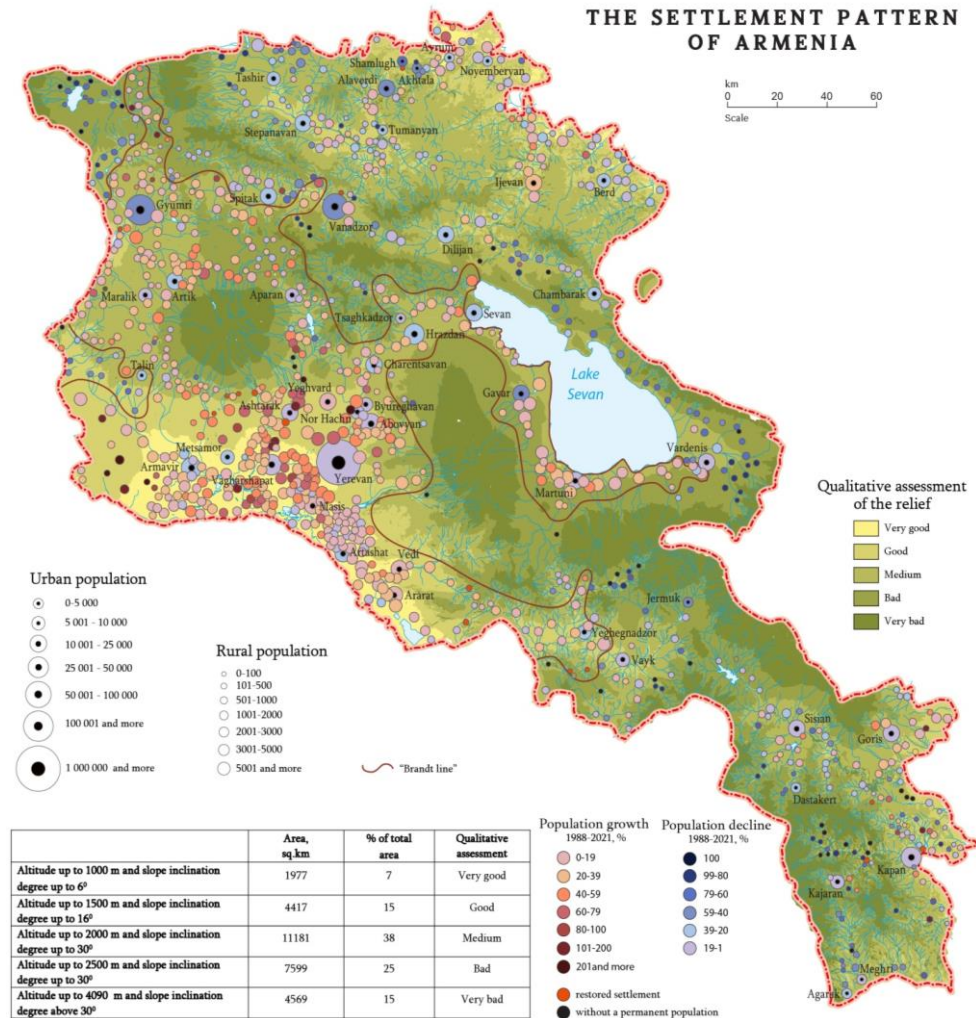 THE SETTLEMENT PATTERN
OF ARMENIA
km
0 20 40 60
Scale
Ayrum
Shamlugh
Noyemberyan
Tashir
Alaverdi
Akhtala
Stepanavan
Tumanyan
Ijevan
Berd
Gyumri
Spitak
Vanadzor
Dilijan
Maralik
Artik
Aparan
Chambarak
Tsaghkadzor
Sevan
Hrazdan
Talin
Charentsavan
Lake
Sevan
Yeghvard
Gavar
Ashtarak
Nor Hachn
Byureghavan
Abovyan
Metsamor
Vardenis
Armavir
Vagharshapat
Yerevan
Martuni
Masis
Artashat
Vedi
Ararat
Jermuk
Yeghegnadzor
Vayk
Sisian
Goris
Dastakert
Kapan
Kajaran
Meghri
Agarak
Qualitative assessment
of the relief
Very good
Good
Medium
Bad
Very bad
Urban population
0-5 000
5 001 - 10 000
10 001 - 25 000
25 001 - 50 000
50 001 - 100 000
100 001 and more
1 000 000 and more
Rural population
0-100
101-500
501-1000
1001-2000
2001-3000
3001-5000
5001 and more
"Brandt line"
Area, sq.km % of total area Qualitative assessment
Altitude up to 1000 m and slope inclination degree up to 6⁰ 1977 7 Very good
Altitude up to 1500 m and slope inclination degree up to 16⁰ 4417 15 Good
Altitude up to 2000 m and slope inclination degree up to 30⁰ 11181 38 Medium
Altitude up to 2500 m and slope inclination degree up to 30⁰ 7599 25 Bad
Altitude up to 4090 m and slope inclination degree above 30⁰ 4569 15 Very bad
Population growth
1988-2021, %
0-19
20-39
40-59
60-79
80-100
101-200
201and more
restored settlement
without a permanent population
Population decline
1988-2021, %
100
99-80
79-60
59-40
39-20
19-1